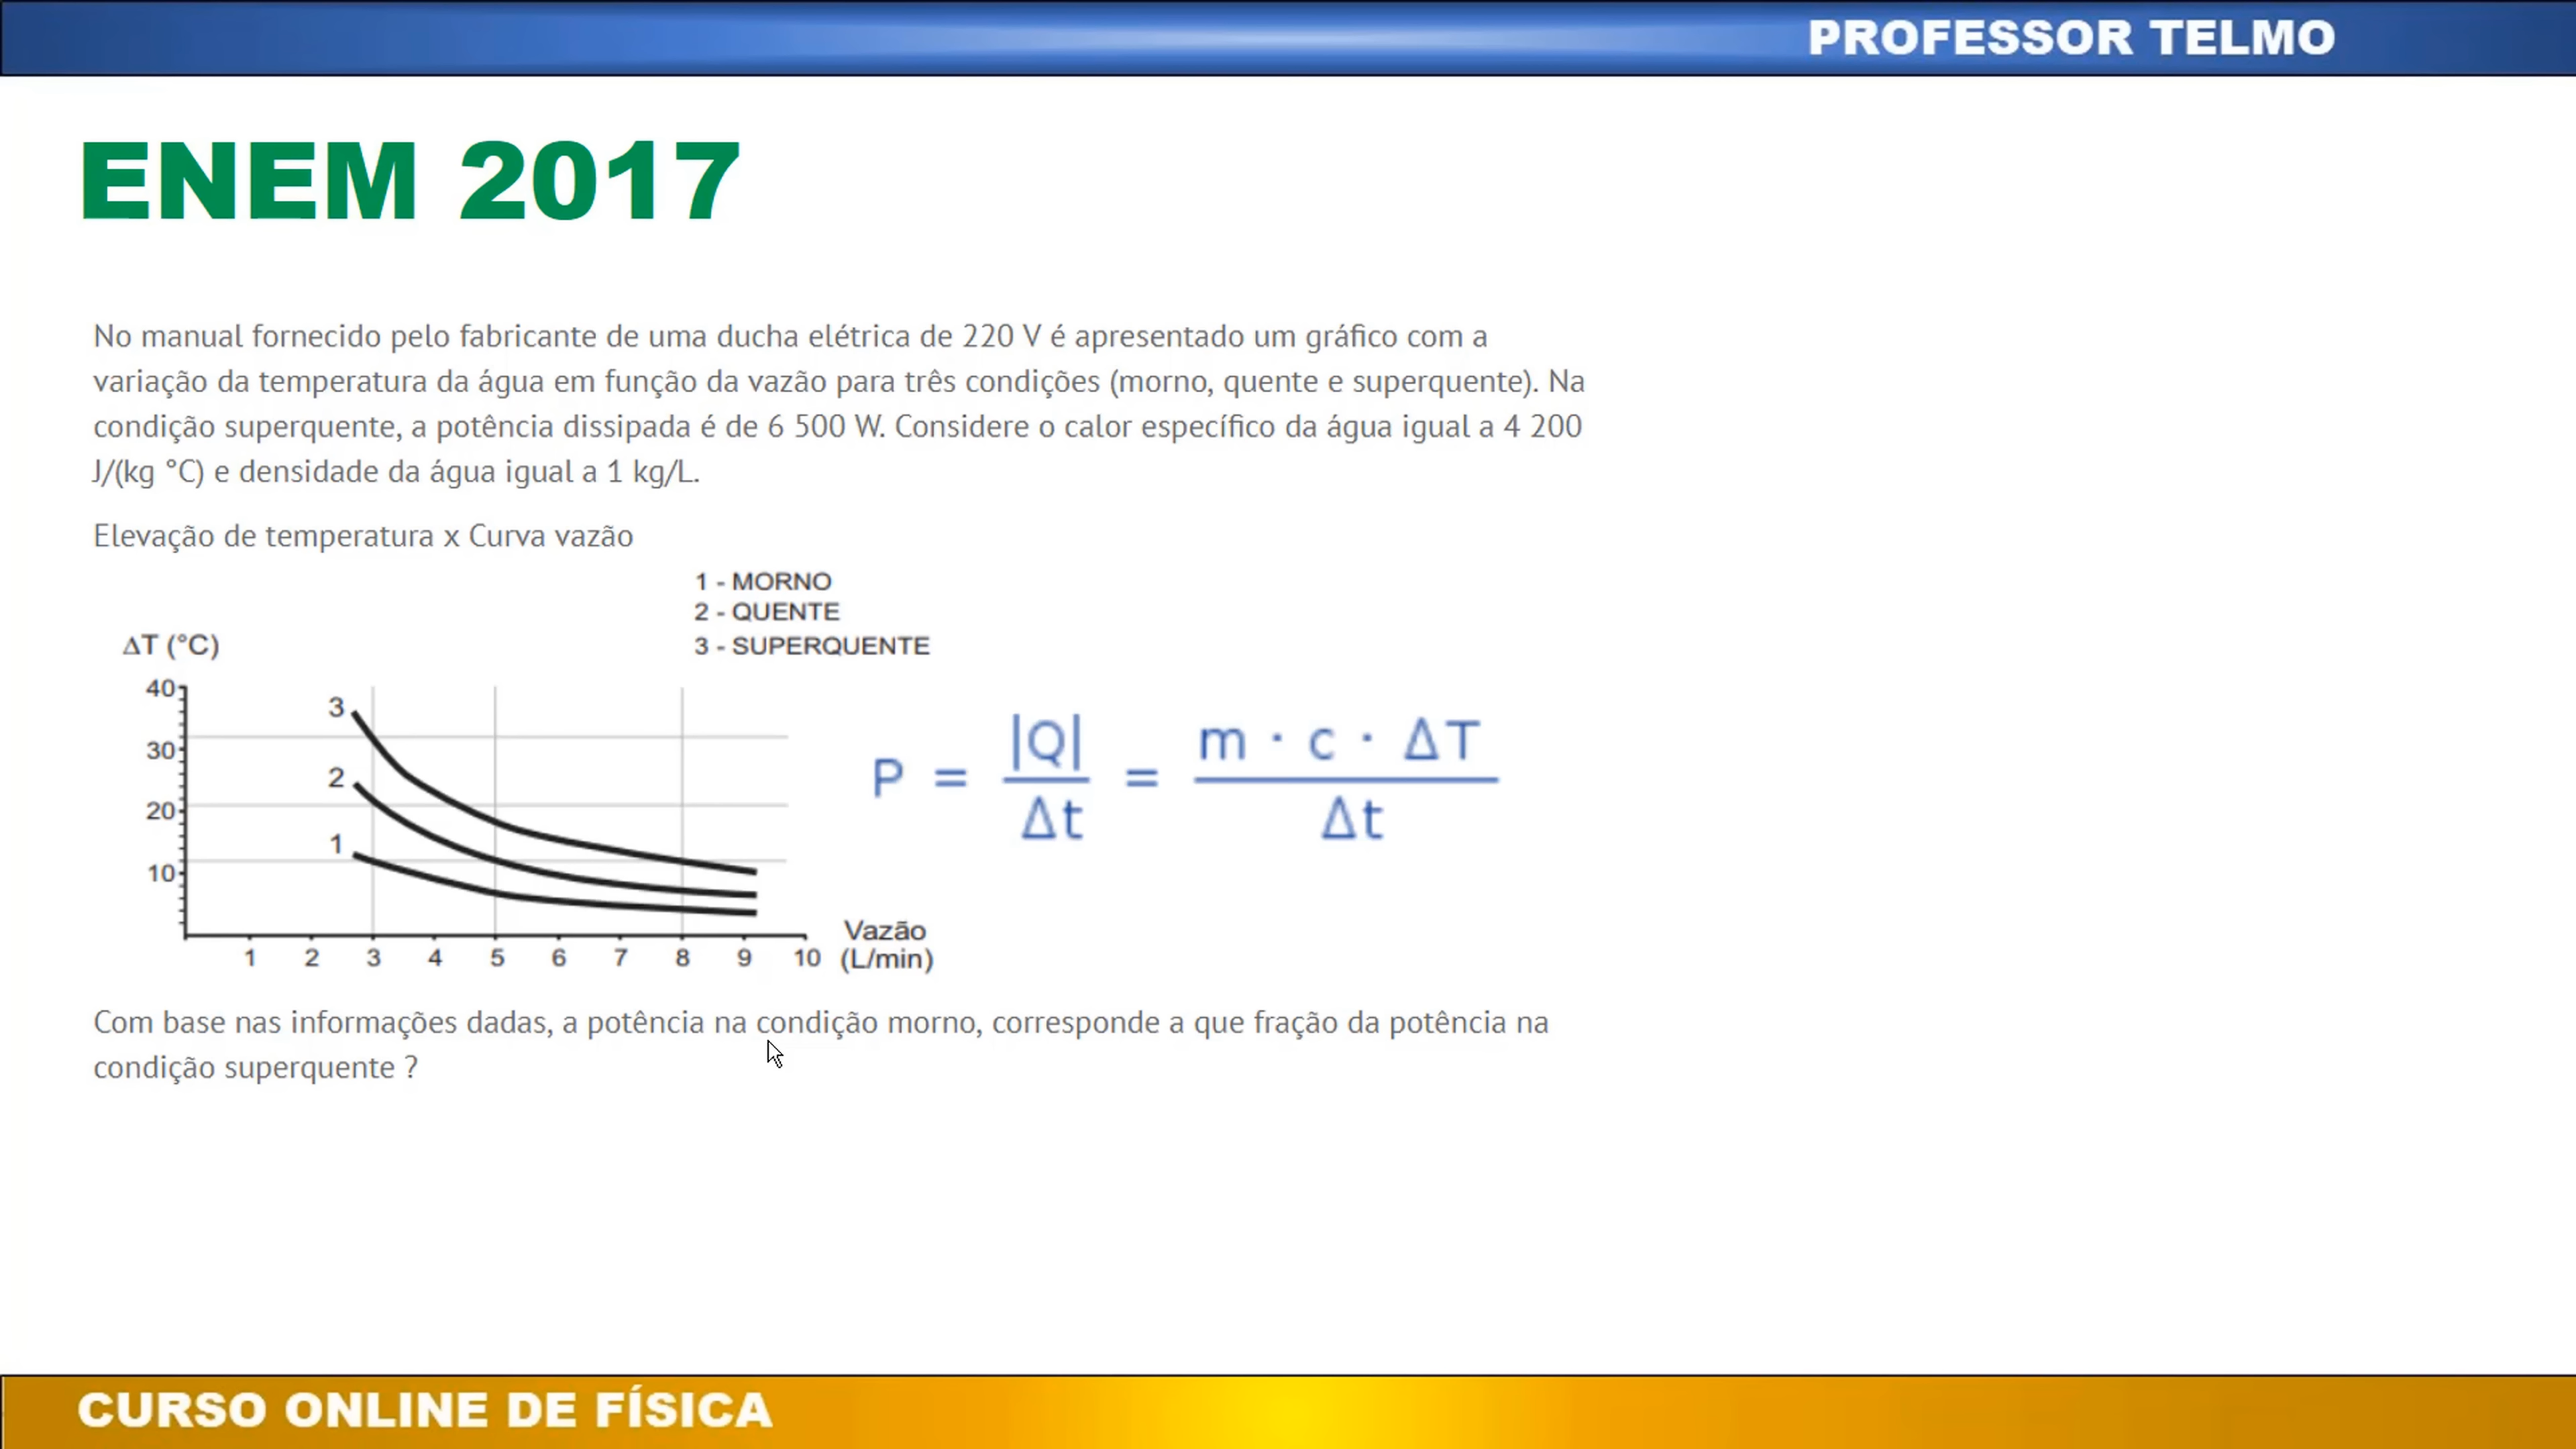 PROFESSOR TELMO
ENEM 2017
No manual fornecido pelo fabricante de uma ducha elétrica de 220 V é apresentado um gráfico com a
variação da temperatura da água em função da vazão para três condições (morno, quente e superquente). Na
condição superquente, a potência dissipada é de 6 500 W. Considere o calor específico da água igual a 4 200
J/(kg °C) e densidade da água igual a 1 kg/L.
Elevação de temperatura x Curva vazão
1 - MORNO
2 - QUENTE
3 - SUPERQUENTE
ΔT (°C)
40
3
30
2
20
1
10
1 2 3 4 5 6 7 8 9 10
Vazão
(L/min)
P = |Q| / Δt = m · c · ΔT / Δt
Com base nas informações dadas, a potência na condição morno, corresponde a que fração da potência na
condição superquente ?
CURSO ONLINE DE FÍSICA